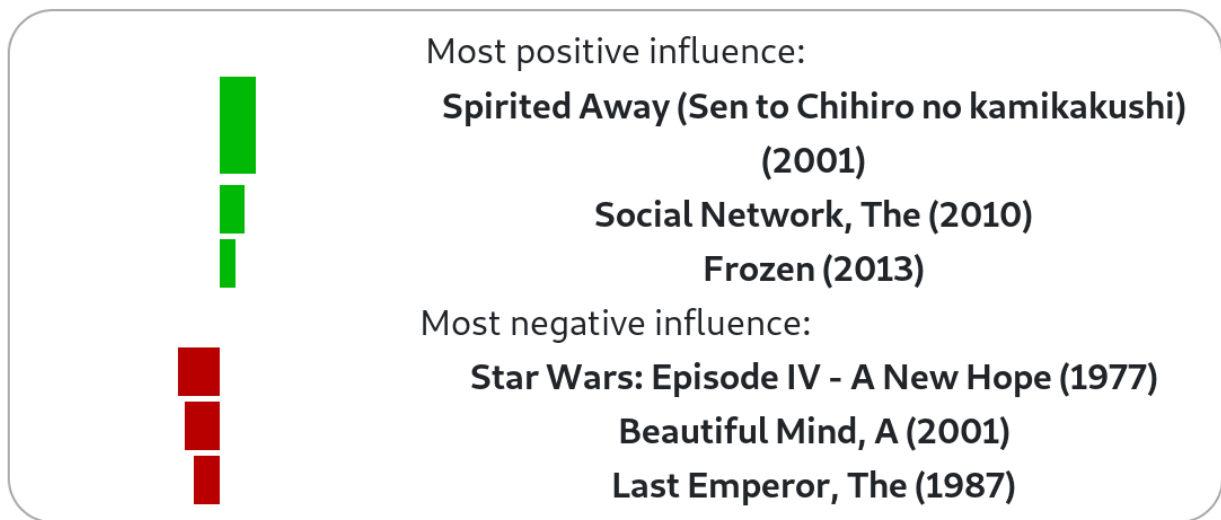 Most positive influence:
Spirited Away (Sen to Chihiro no kamikakushi)
(2001)
Social Network, The (2010)
Frozen (2013)
Most negative influence:
Star Wars: Episode IV - A New Hope (1977)
Beautiful Mind, A (2001)
Last Emperor, The (1987)